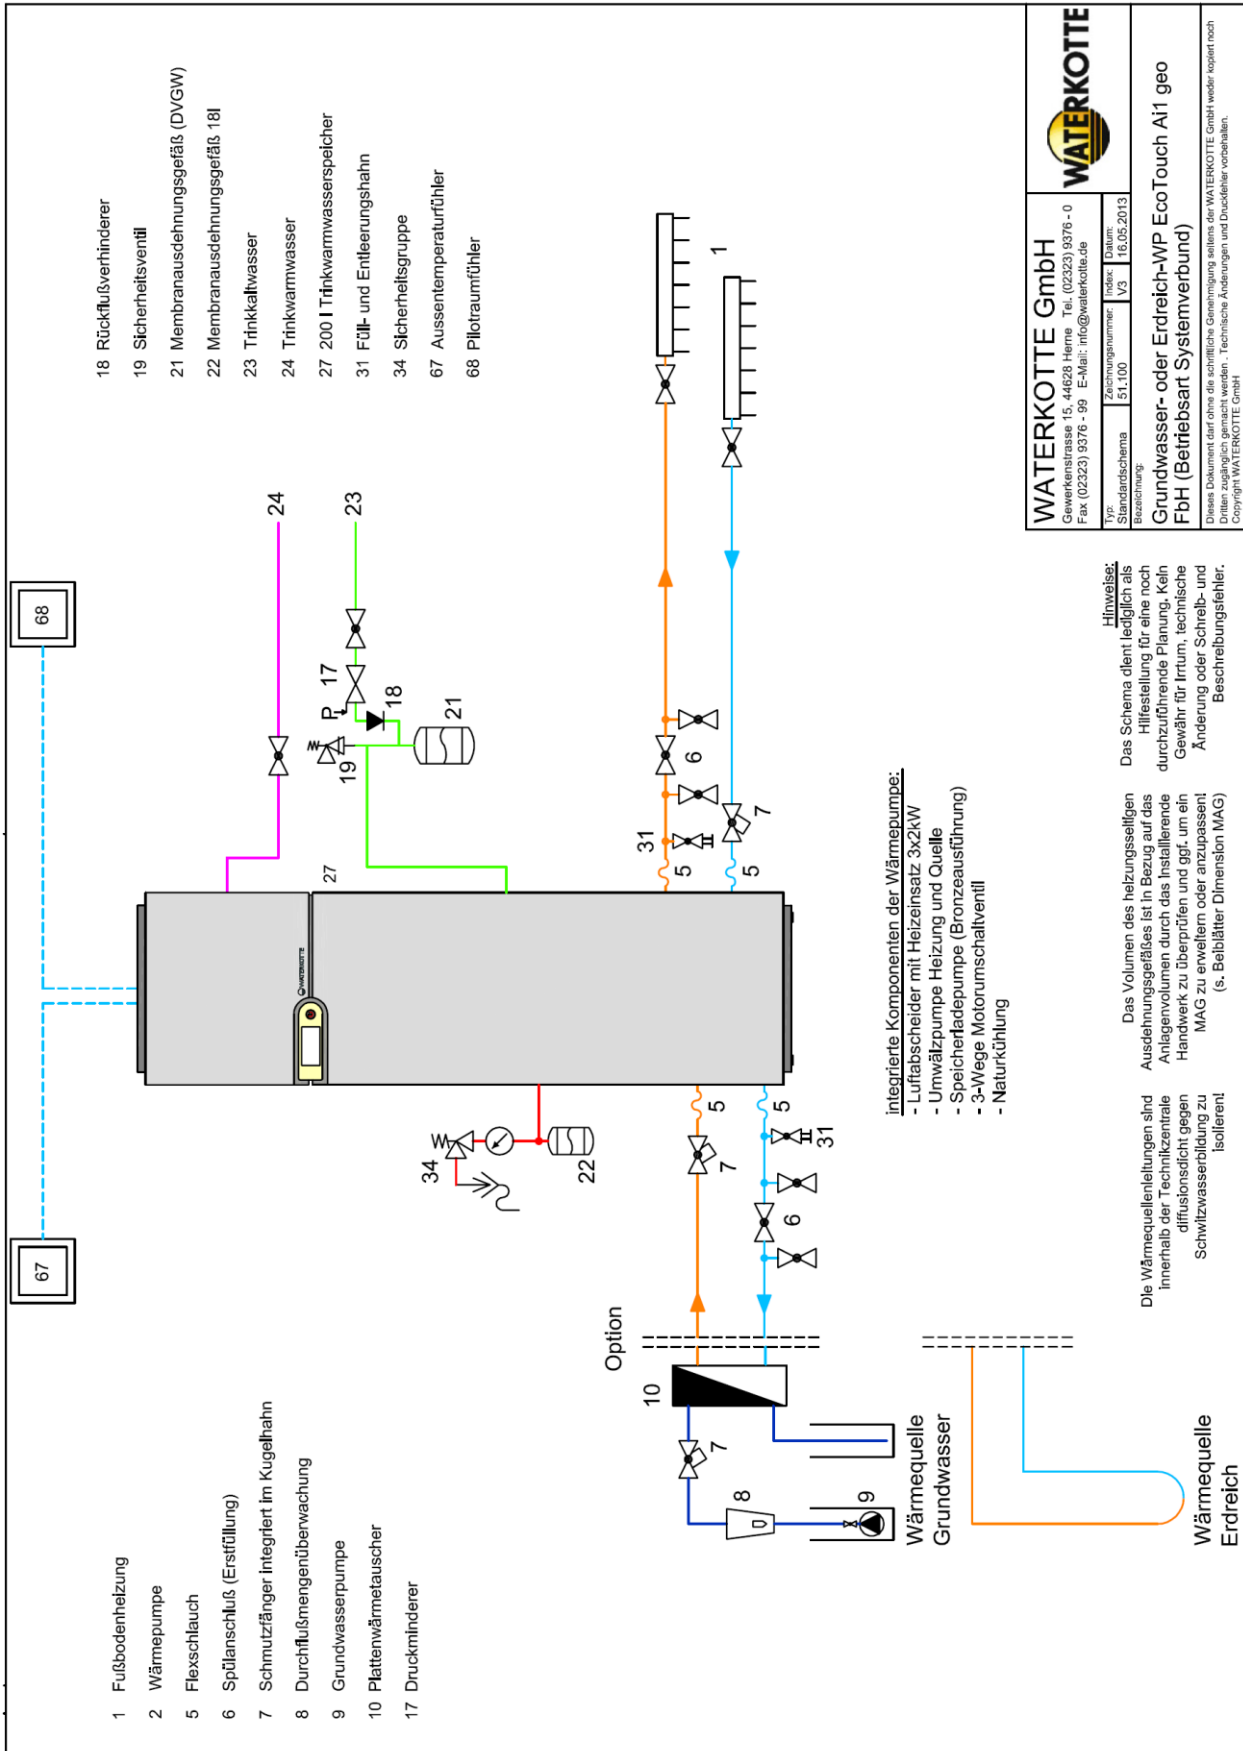 1 Fußbodenheizung
2 Wärmepumpe
5 Flexschlauch
6 Spülanschluß (Erstfüllung)
7 Schmutzfänger integriert im Kugelhahn
8 Durchflußmengenüberwachung
9 Grundwasserpumpe
10 Plattenwärmetauscher
17 Druckminderer
67
68
18 Rückflußverhinderer
19 Sicherheitsventil
21 Membranausdehnungsgefäß (DVGW)
22 Membranausdehnungsgefäß 18l
23 Trinkkaltwasser
24 Trinkwarmwasser
27 200 l Trinkwarmwasserspeicher
31 Füll- und Entleerungshahn
34 Sicherheitsgruppe
67 Aussentemperaturfühler
68 Pilotraumfühler
WATERKOTTE
27
24
23
17
P
18
19
21
34
22
31
6
5
5
7
1
5
5
7
31
6
Option
10
7
8
9
Wärmequelle
Grundwasser
Wärmequelle
Erdreich
integrierte Komponenten der Wärmepumpe:
- Luftabscheider mit Heizeinsatz 3x2kW
- Umwälzpumpe Heizung und Quelle
- Speicherladepumpe (Bronzeausführung)
- 3-Wege Motorumschaltventil
- Naturkühlung
Die Wärmequellenleitungen sind
innerhalb der Technikzentrale
diffusionsdicht gegen
Schwitzwasserbildung zu
isolieren!
Das Volumen des heizungsseitigen
Ausdehnungsgefäßes ist in Bezug auf das
Anlagenvolumen durch das Installierende
Handwerk zu überprüfen und ggf. um ein
MAG zu erweitern oder anzupassen!
(s. Beiblätter Dimension MAG)
Hinweise:
Das Schema dient lediglich als
Hilfestellung für eine noch
durchzuführende Planung. Kein
Gewähr für Irrtum, technische
Änderung oder Schreib- und
Beschreibungsfehler.
WATERKOTTE GmbH
Gewerkenstrasse 15, 44628 Herne Tel. (02323) 9376 - 0
Fax (02323) 9376 - 99 E-Mail: info@waterkotte.de
WATERKOTTE
Typ: Standardschema
Zeichnungsnummer: 51.100
Index: V3
Datum: 16.05.2013
Bezeichnung:
Grundwasser- oder Erdreich-WP EcoTouch Ai1 geo
FbH (Betriebsart Systemverbund)
Dieses Dokument darf ohne die schriftliche Genehmigung seitens der WATERKOTTE GmbH weder kopiert noch
Dritten zugänglich gemacht werden . Technische Änderungen und Druckfehler vorbehalten.
Copyright WATERKOTTE GmbH